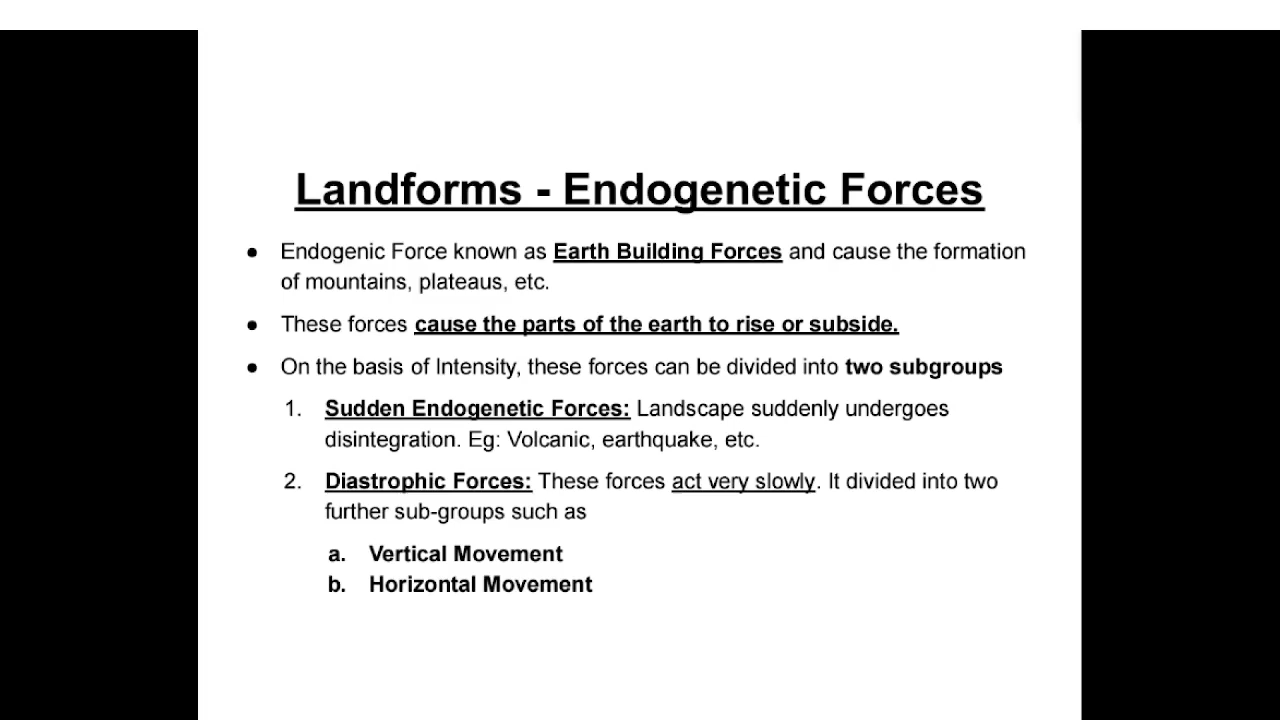 Landforms - Endogenetic Forces
● Endogenic Force known as Earth Building Forces and cause the formation
of mountains, plateaus, etc.
● These forces cause the parts of the earth to rise or subside.
● On the basis of Intensity, these forces can be divided into two subgroups
1. Sudden Endogenetic Forces: Landscape suddenly undergoes
disintegration. Eg: Volcanic, earthquake, etc.
2. Diastrophic Forces: These forces act very slowly. It divided into two
further sub-groups such as
a. Vertical Movement
b. Horizontal Movement